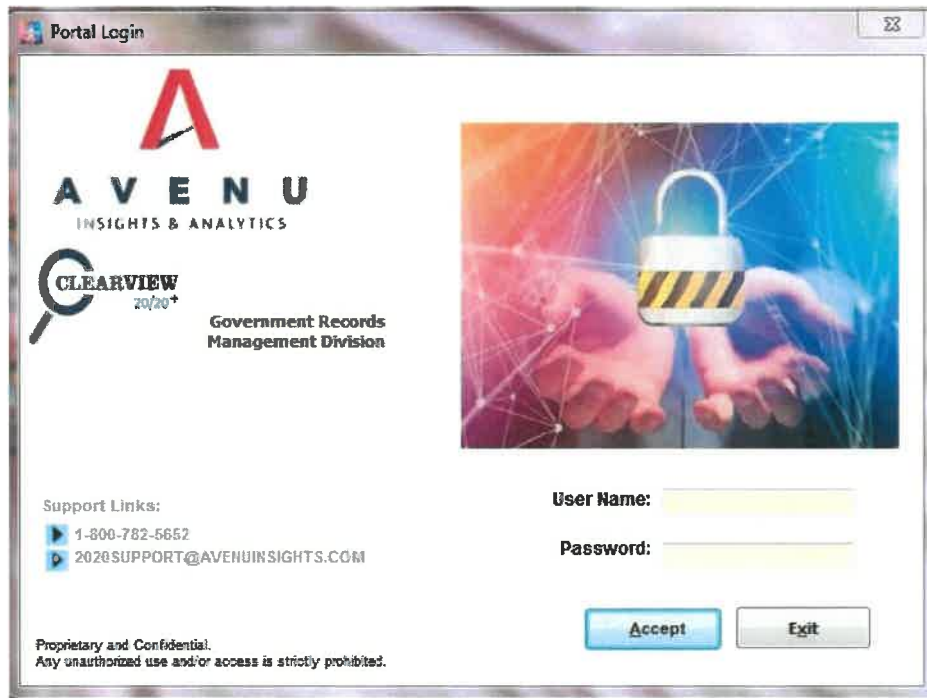 Portal Login
AVENU
INSIGHTS & ANALYTICS
CLEARVIEW
20/20+
Government Records
Management Division
Support Links:
1-800-782-5652
2020SUPPORT@AVENUINSIGHTS.COM
User Name:
Password:
Accept
Exit
Proprietary and Confidential.
Any unauthorized use and/or access is strictly prohibited.